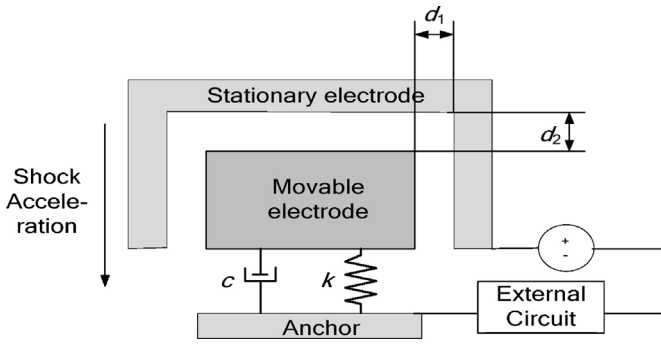 d1
Stationary electrode
d2
Shock
Accele-
ration
Movable
electrode
+
-
c
k
External
Circuit
Anchor